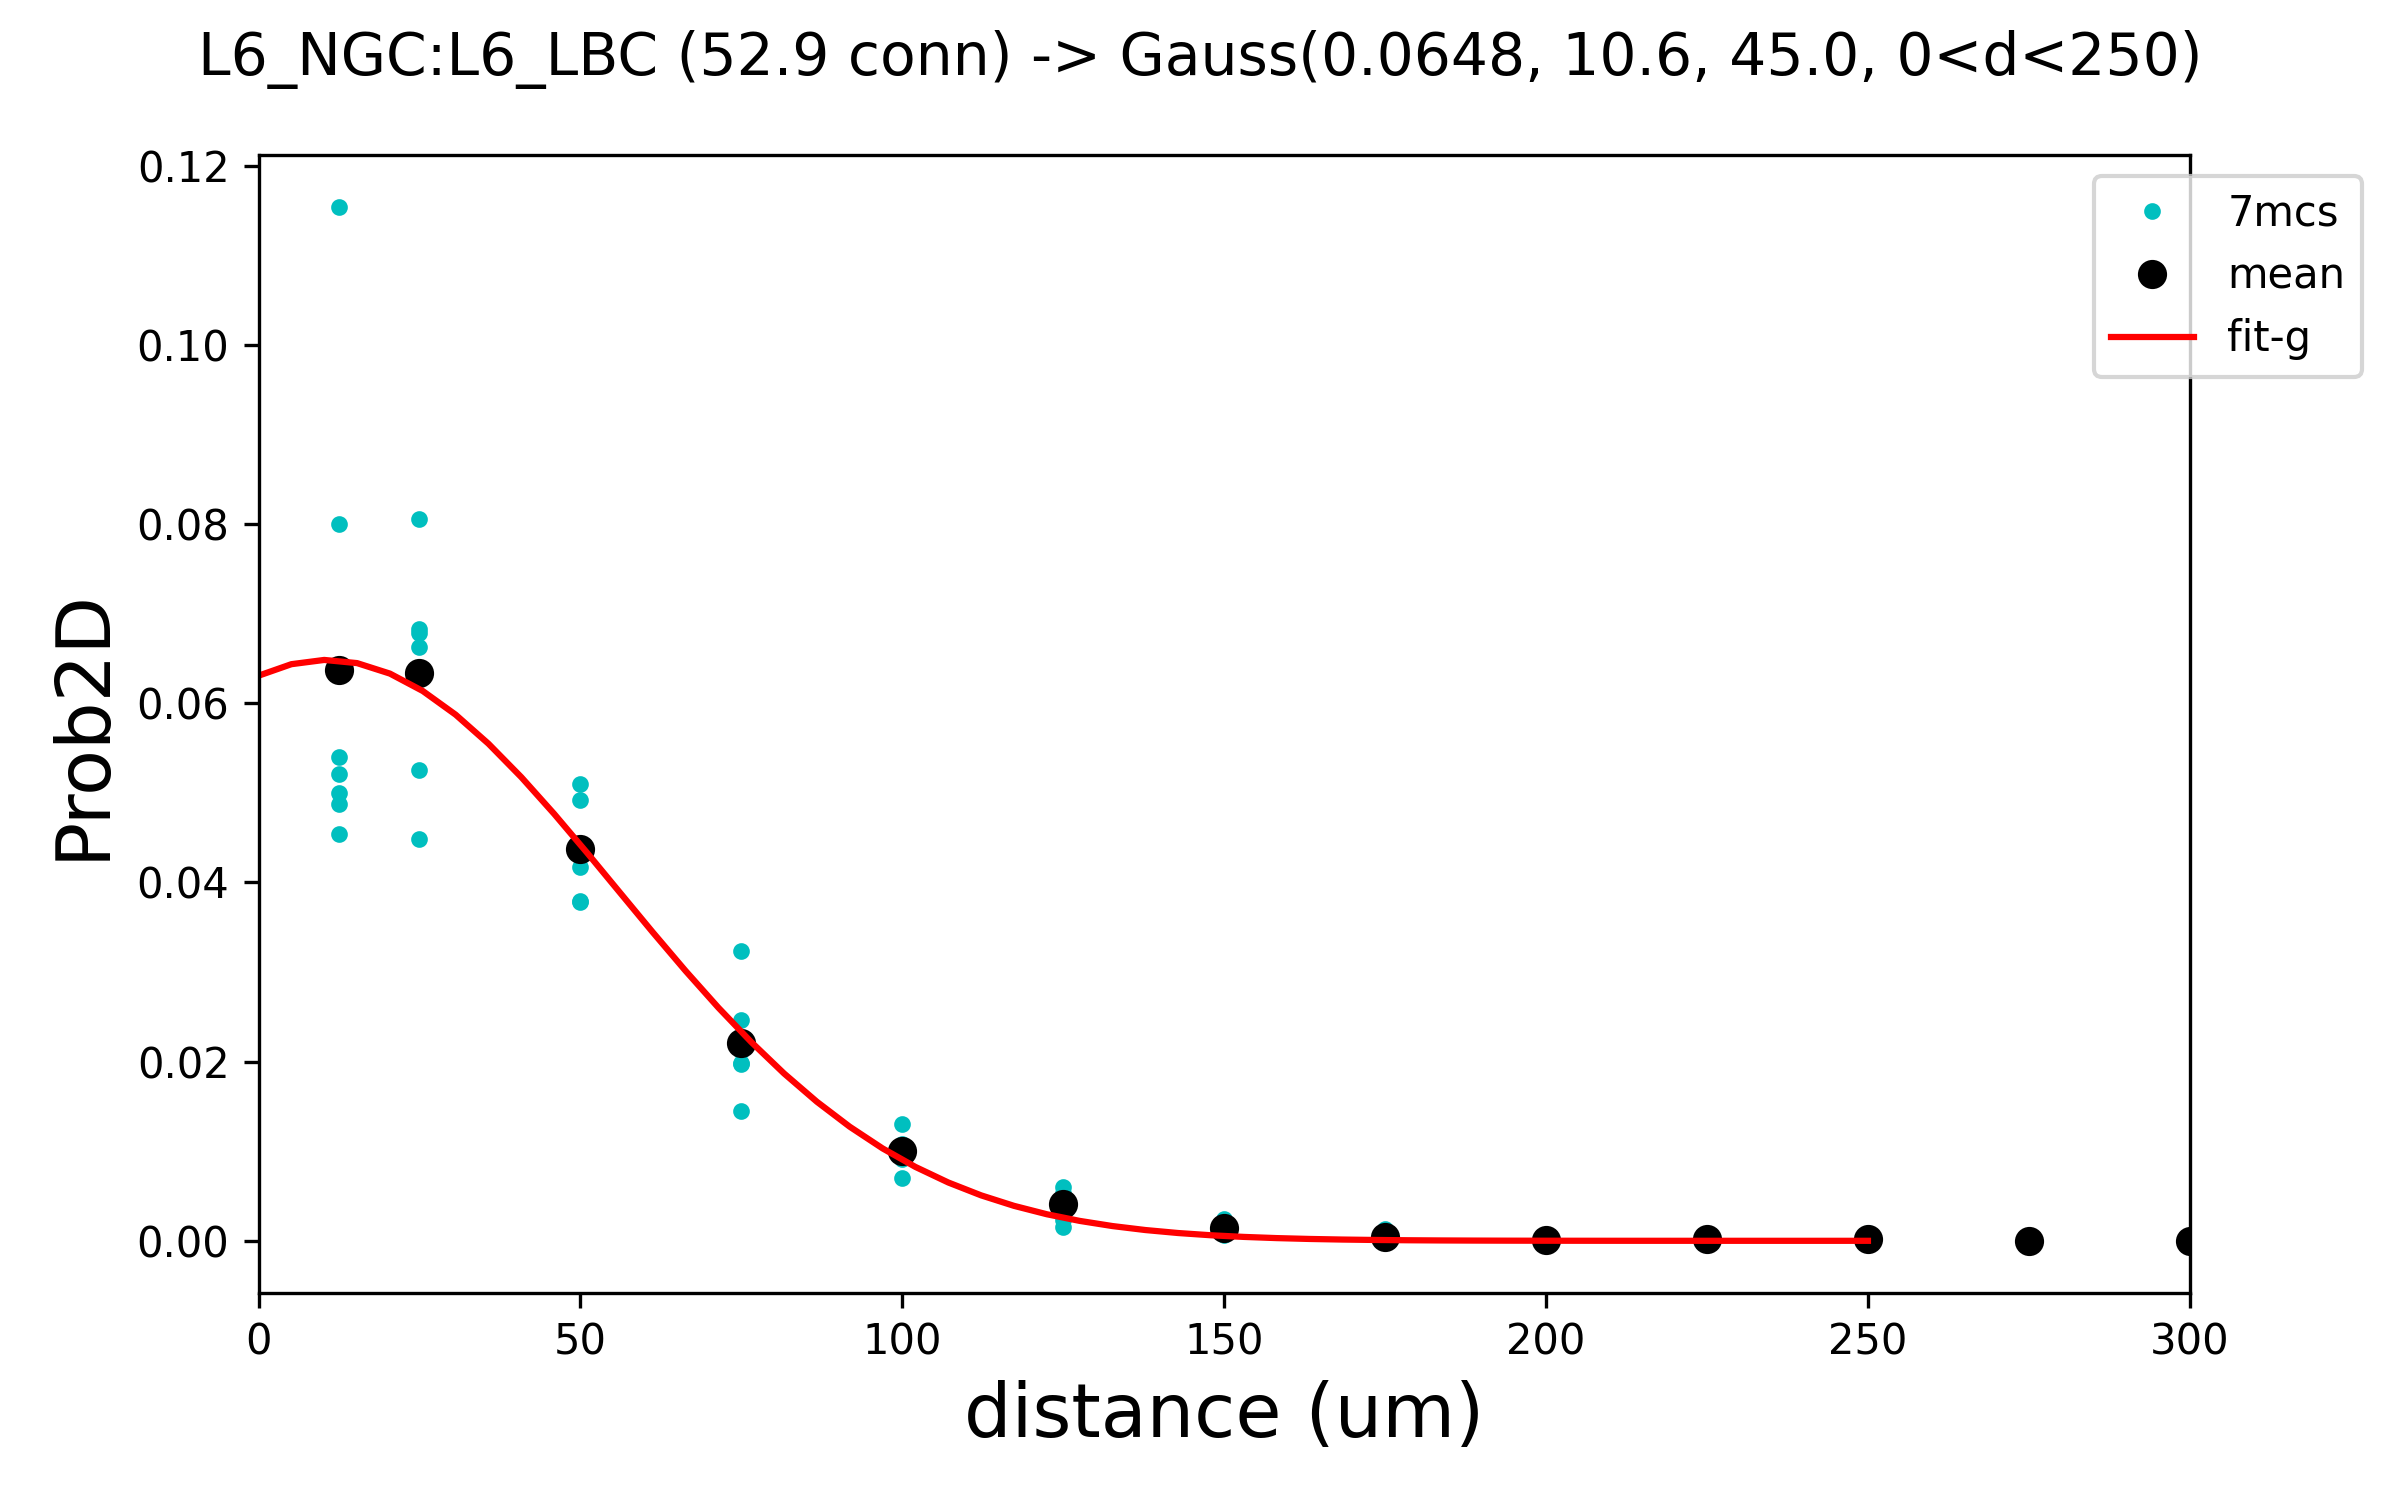 L6_NGC:L6_LBC (52.9 conn) -> Gauss(0.0648, 10.6, 45.0, 0<d<250)
0.12
0.10
0.08
0.06
0.04
0.02
0.00
Prob2D
7mcs
mean
fit-g
0 50 100 150 200 250 300
distance (um)